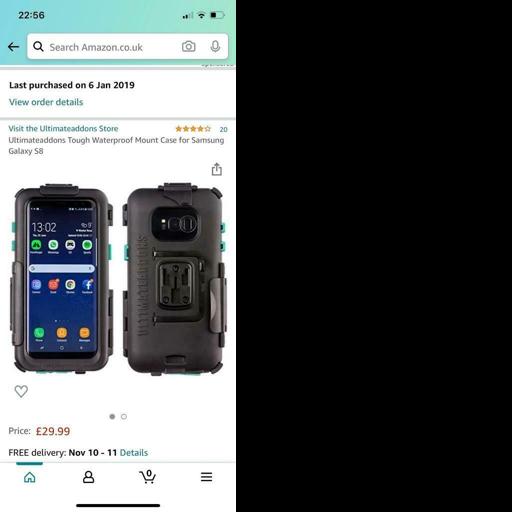 22:56
Search Amazon.co.uk
Last purchased on 6 Jan 2019
View order details
Visit the Ultimateaddons Store
20
Ultimateaddons Tough Waterproof Mount Case for Samsung
Galaxy S8
13:02
ULTIMATEADDONS
Price: £29.99
FREE delivery: Nov 10 - 11 Details
0